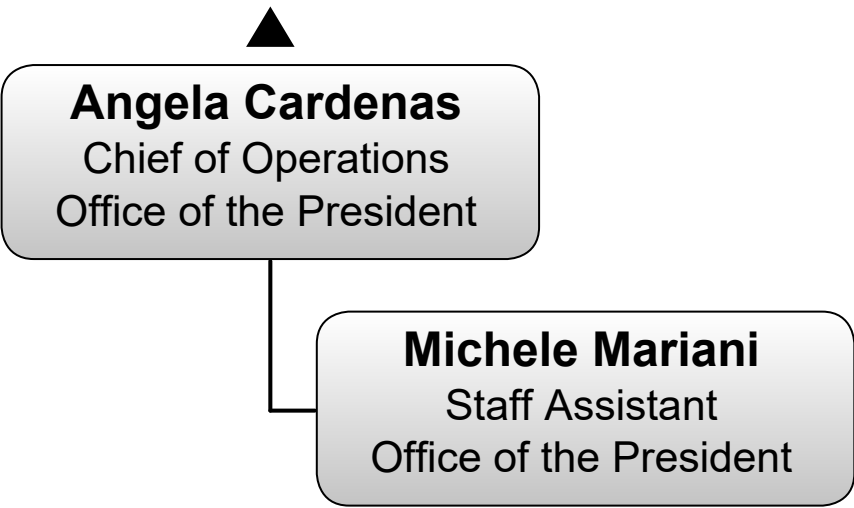 Angela Cardenas
Chief of Operations
Office of the President
Michele Mariani
Staff Assistant
Office of the President